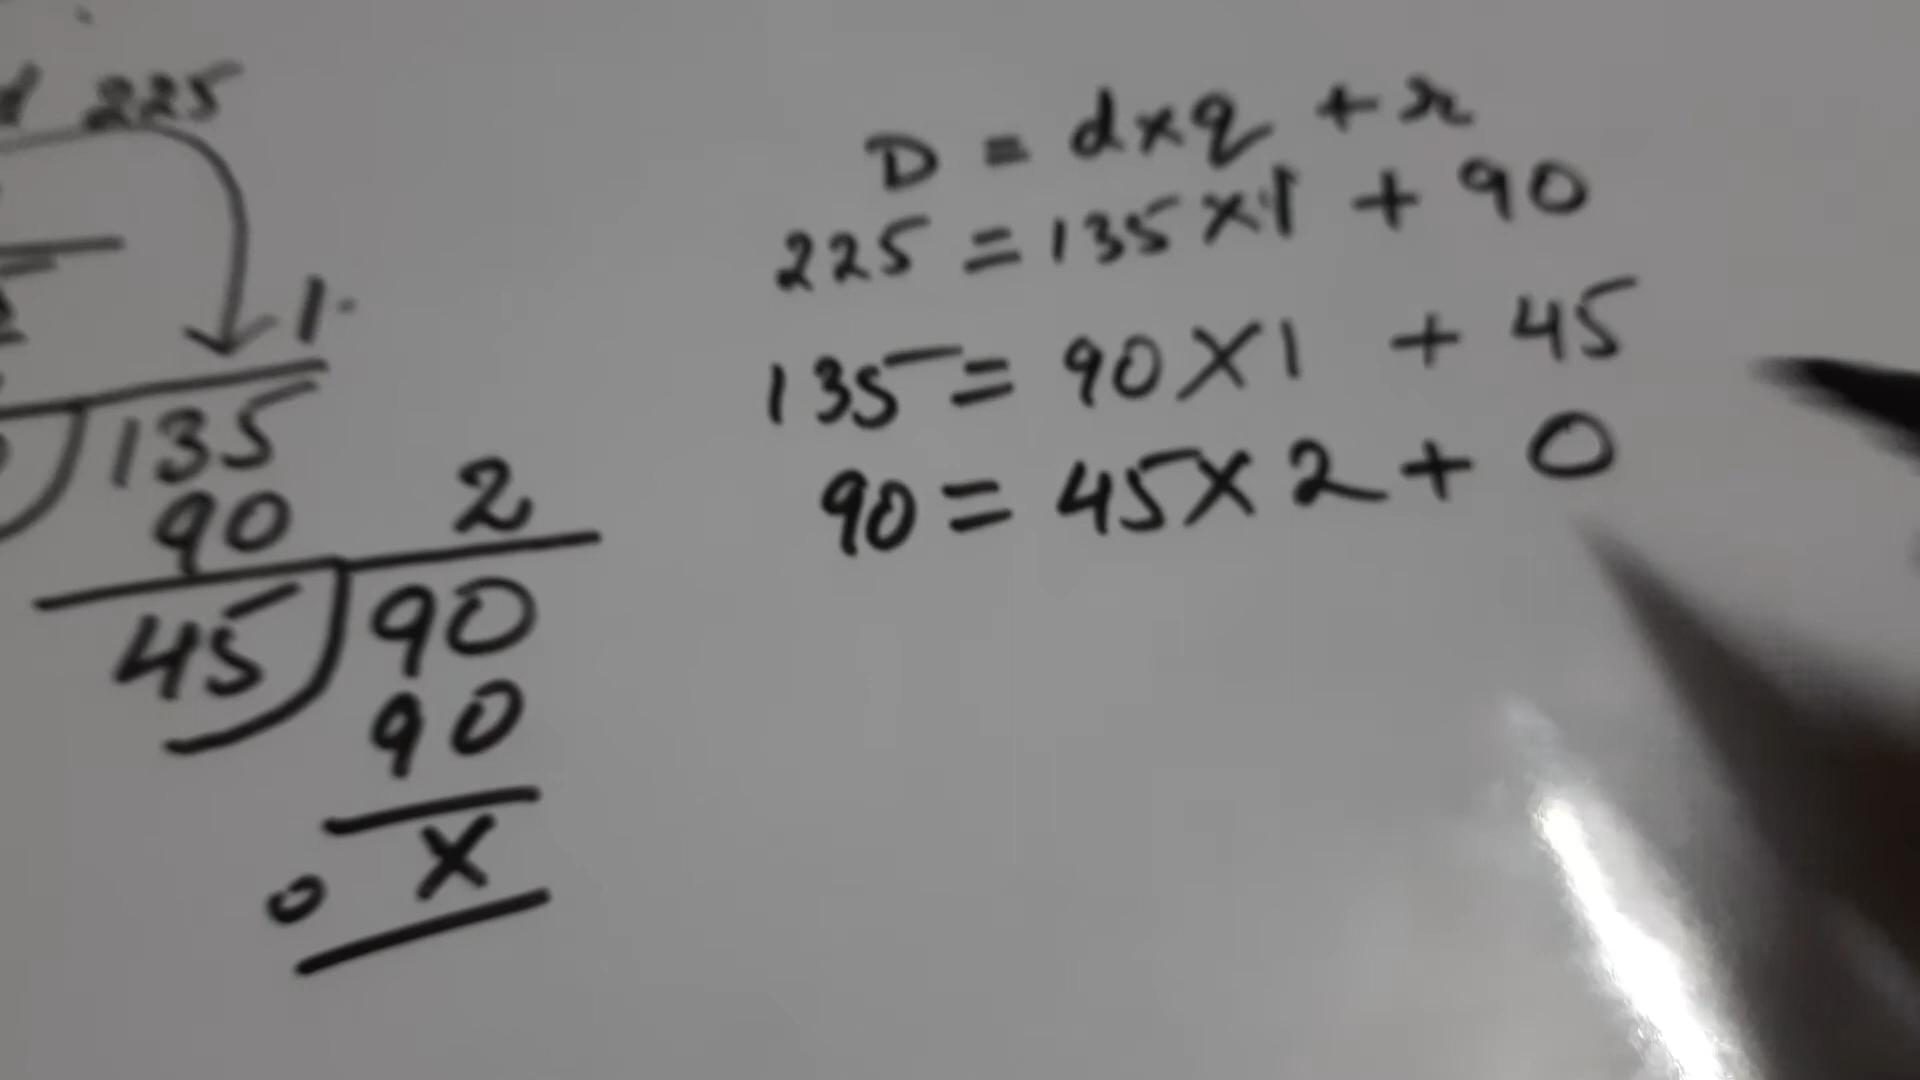 225
1.
135
90
2
45) 90
90
0 x
D = d×q + r
225 = 135×1 + 90
135 = 90×1 + 45
90 = 45×2 + 0